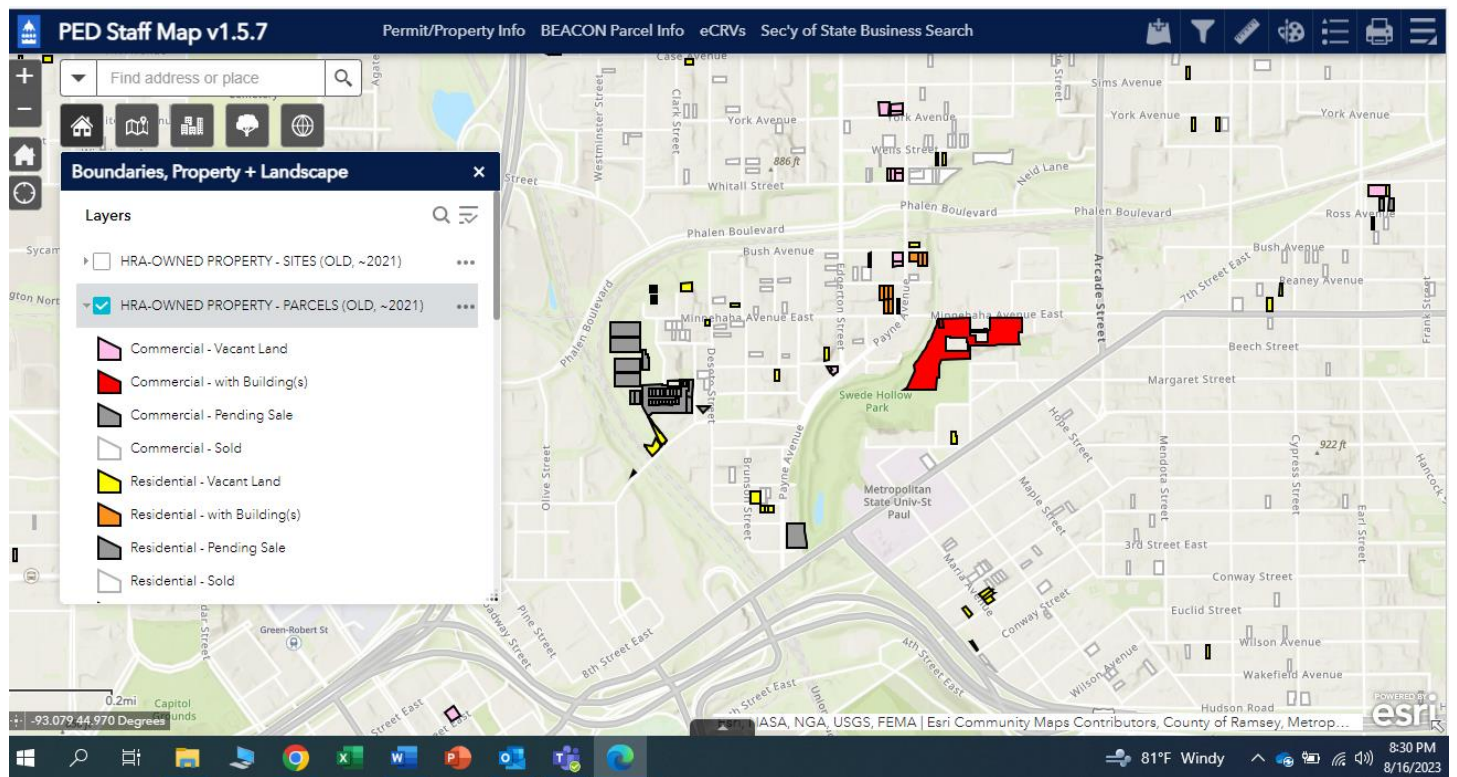 PED Staff Map v1.5.7
Permit/Property Info BEACON Parcel Info eCRVs Sec'y of State Business Search
Find address or place
Boundaries, Property + Landscape
Layers
HRA-OWNED PROPERTY - SITES (OLD, ~2021)
HRA-OWNED PROPERTY - PARCELS (OLD, ~2021)
Commercial - Vacant Land
Commercial - with Building(s)
Commercial - Pending Sale
Commercial - Sold
Residential - Vacant Land
Residential - with Building(s)
Residential - Pending Sale
Residential - Sold
Case Avenue
Sims Avenue
Westminster Street
Clark Street
York Avenue
York Avenue
York Avenue
York Avenue
Wells Street
886 ft
Whitall Street
Neid Lane
Street
Phalen Boulevard
Phalen Boulevard
Phalen Boulevard
Ross Avenue
Bush Avenue
Bush Avenue
Reaney Avenue
7th Street East
Arcade Street
Edgerton Street
Payne Avenue
Minnehaha Avenue East
Minnehaha Avenue East
Phalen Boulevard
Frank Street
Beech Street
Margaret Street
Desoto Street
Swede Hollow
Park
Hope Street
Mendota Street
Cypress Street
922 ft
Hancock
Olive Street
Brunson Street
Payne Avenue
Metropolitan
State Univ-St
Paul
Maple Street
Earl Street
3rd Street East
Conway Street
Maria Avenue
Conway Street
Euclid Street
Wilson Avenue
Wilson Avenue
Wakefield Avenue
Hudson Road
Green-Robert St
Pine Street
8th Street East
4th Street East
Street East
Street East
0.2mi
Capitol
Grounds
-93.079 44.970 Degrees
Esri, NASA, NGA, USGS, FEMA | Esri Community Maps Contributors, County of Ramsey, Metrop...
POWERED BY
esri
81°F Windy
8:30 PM
8/16/2023